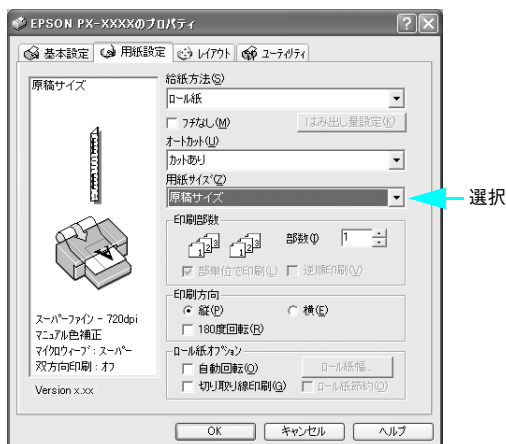 EPSON PX-XXXXのプロパティ
基本設定
用紙設定
レイアウト
ユーティリティ
原稿サイズ
スーパーファイン - 720dpi
マニュアル色補正
マイクロウィーブ：スーパー
双方向印刷：オフ
Version x.xx
給紙方法(S)
ロール紙
フチなし(M)
はみ出し量設定(K)
オートカット(U)
カットあり
用紙サイズ(Z)
原稿サイズ
選択
印刷部数
部数(I) 1
部単位で印刷(L)
逆順印刷(V)
印刷方向
縦(P)
横(E)
180度回転(R)
ロール紙オプション
自動回転(O)
ロール紙幅...
切り取り線印刷(G)
ロール紙節約(O)
OK
キャンセル
ヘルプ